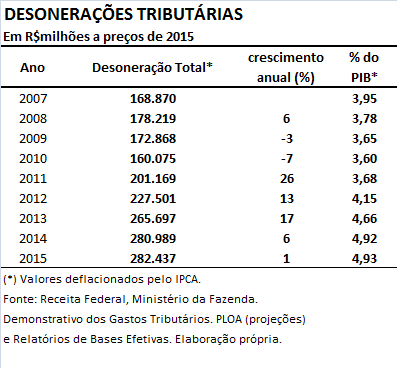 DESONERAÇÕES TRIBUTÁRIAS
Em R$milhões a preços de 2015
Ano Desoneração Total* crescimento anual (%) % do PIB*
2007 168.870 3,95
2008 178.219 6 3,78
2009 172.868 -3 3,65
2010 160.075 -7 3,60
2011 201.169 26 3,68
2012 227.501 13 4,15
2013 265.697 17 4,66
2014 280.989 6 4,92
2015 282.437 1 4,93
(*) Valores deflacionados pelo IPCA.
Fonte: Receita Federal, Ministério da Fazenda.
Demonstrativo dos Gastos Tributários. PLOA (projeções)
e Relatórios de Bases Efetivas. Elaboração própria.